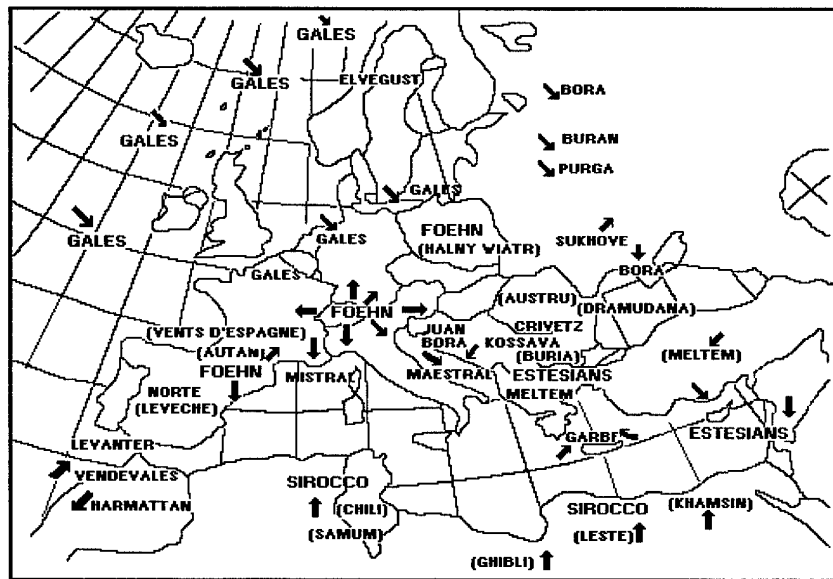 GALES
GALES
ELVEGUST
BORA
GALES
BURAN
PURGA
GALES
GALES
GALES
FOEHN
(HALNY WIATR)
SUKHOVE
GALES
BORA
FOEHN
(AUSTRU)
(DRAMUDANA)
(VENTS D'ESPAGNE)
(AUTAN)
FOEHN
JUAN
BORA
CRIVETZ
KOSSAVA
(BURIA)
(MELTEM)
MISTRAL
MAESTRAL
ESTESIANS
MELTEM
NORTE
(LEVECHE)
LEVANTER
GARBI
ESTESIANS
VENDEVALES
HARMATTAN
SIROCCO
(CHILI)
(SAMUM)
SIROCCO
(LESTE)
(KHAMSIN)
(GHIBLI)